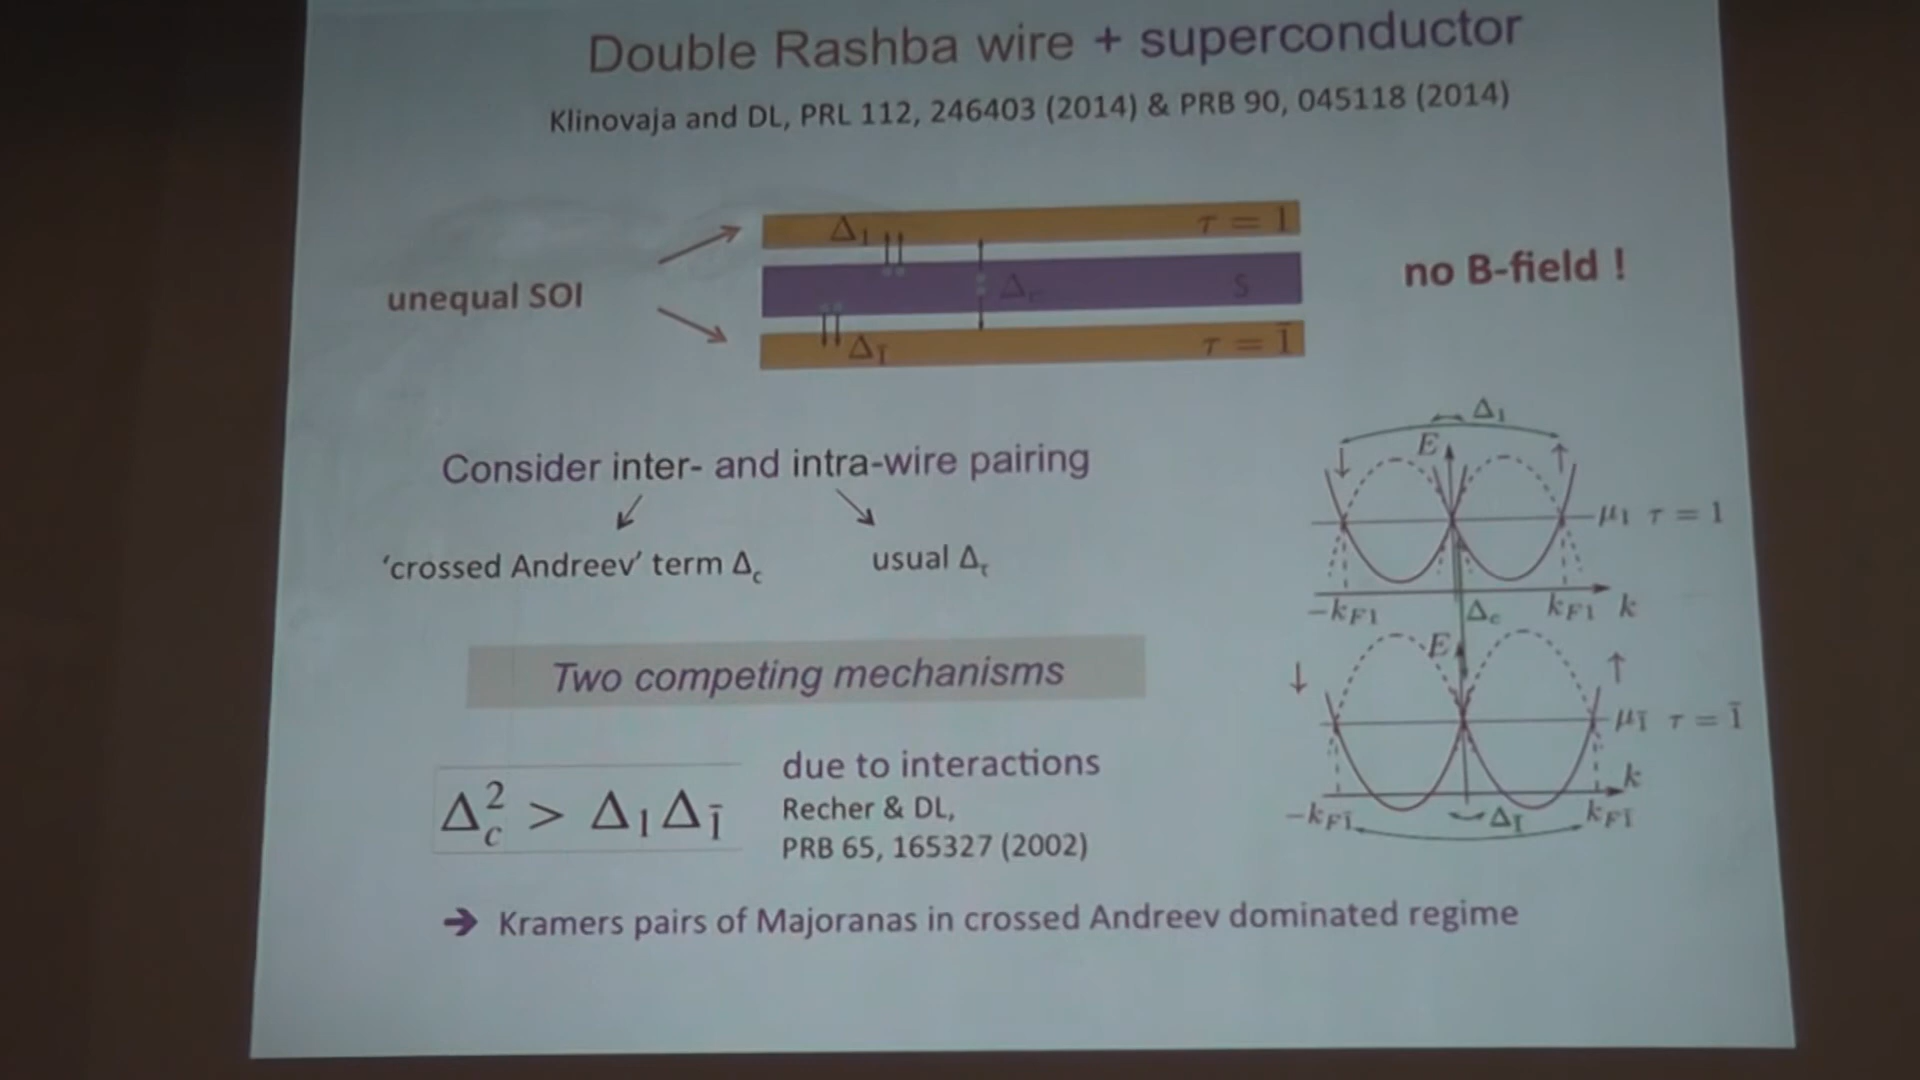 Double Rashba wire + superconductor
Klinovaja and DL, PRL 112, 246403 (2014) & PRB 90, 045118 (2014)
Δ₁ τ = 1
unequal SOI
Δc S
no B-field !
Δ₁̄ τ = 1̄
Consider inter- and intra-wire pairing
'crossed Andreev' term Δc
usual Δτ
Two competing mechanisms
Δc² > Δ₁Δ₁̄
due to interactions
Recher & DL,
PRB 65, 165327 (2002)
➔ Kramers pairs of Majoranas in crossed Andreev dominated regime
Δ₁
↓ E ↑
μ₁ τ = 1
-kF1 Δc kF1 k
↓ E ↑
μ₁̄ τ = 1̄
k
-kF1̄ Δ₁̄ kF1̄